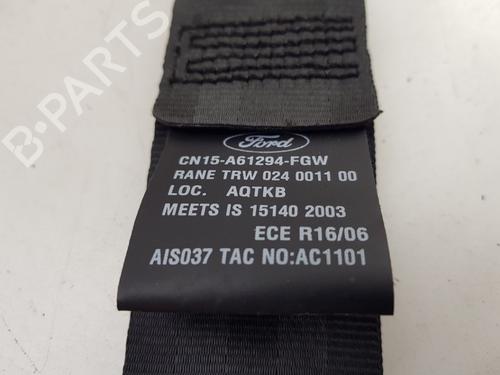 B-PARTS
Ford
CN15-A61294-FGW
RANE TRW 024 0011 00
LOC. AQTKB
MEETS IS 15140 2003
ECE R16/06
AIS037 TAC NO:AC1101